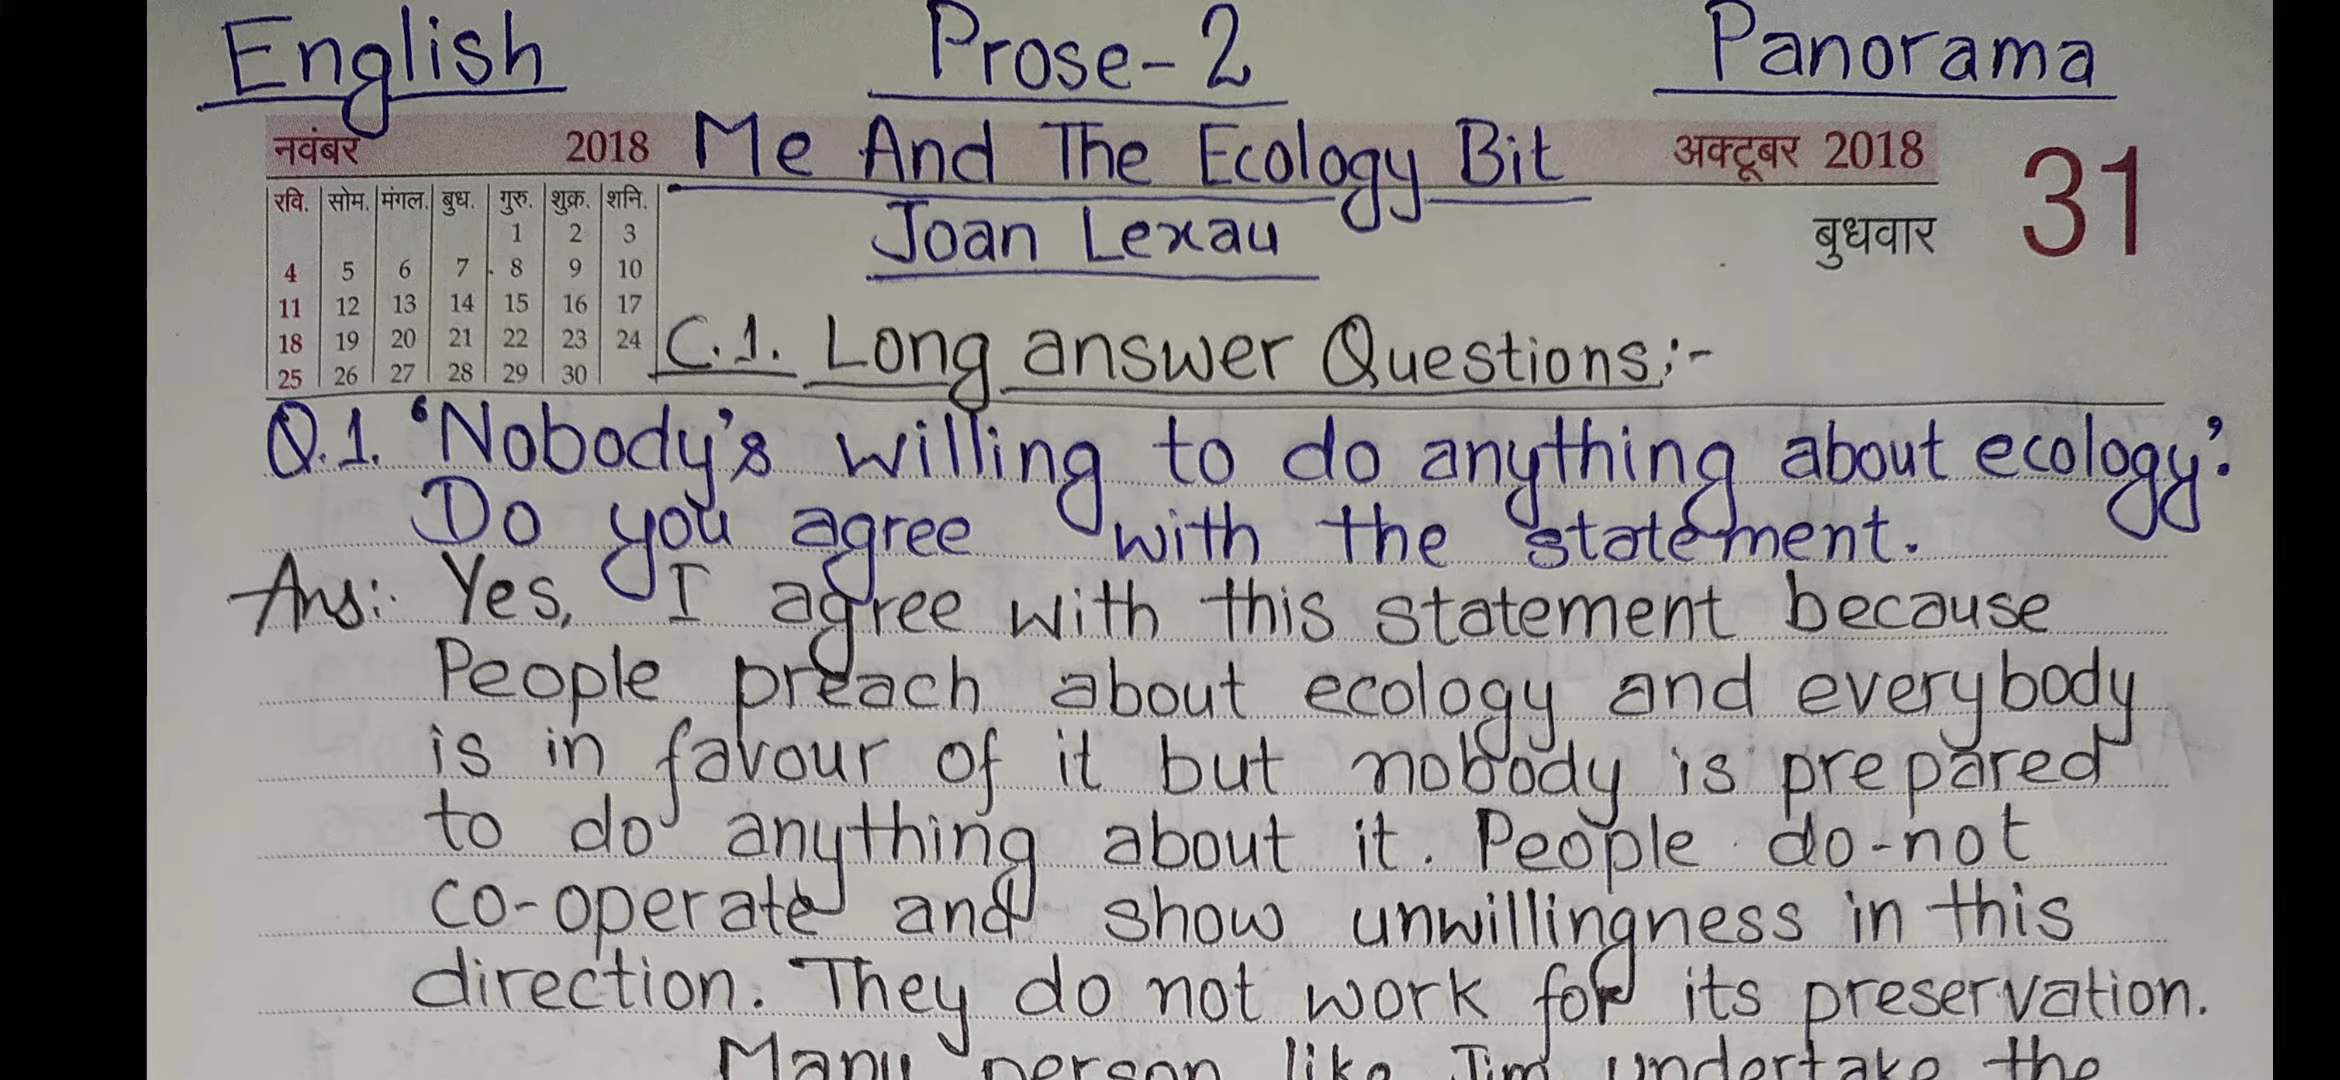 English Prose-2 Panorama
नवंबर 2018 Me And The Ecology Bit अक्टूबर 2018 31
रवि. सोम. मंगल. बुध. गुरु. शुक्र. शनि.
Joan Lexau बुधवार
1 2 3
4 5 6 7 8 9 10
11 12 13 14 15 16 17
18 19 20 21 22 23 24
25 26 27 28 29 30
C.1. Long answer Questions:-
Q.1. 'Nobody's willing to do anything about ecology'.
Do you agree with the statement.
Ans:. Yes, I agree with this statement because
People preach about ecology and everybody
is in favour of it but nobody is prepared
to do anything about it. People do-not
co-operate and show unwillingness in this
direction. They do not work for its preservation.
Many person like Jim undertake the